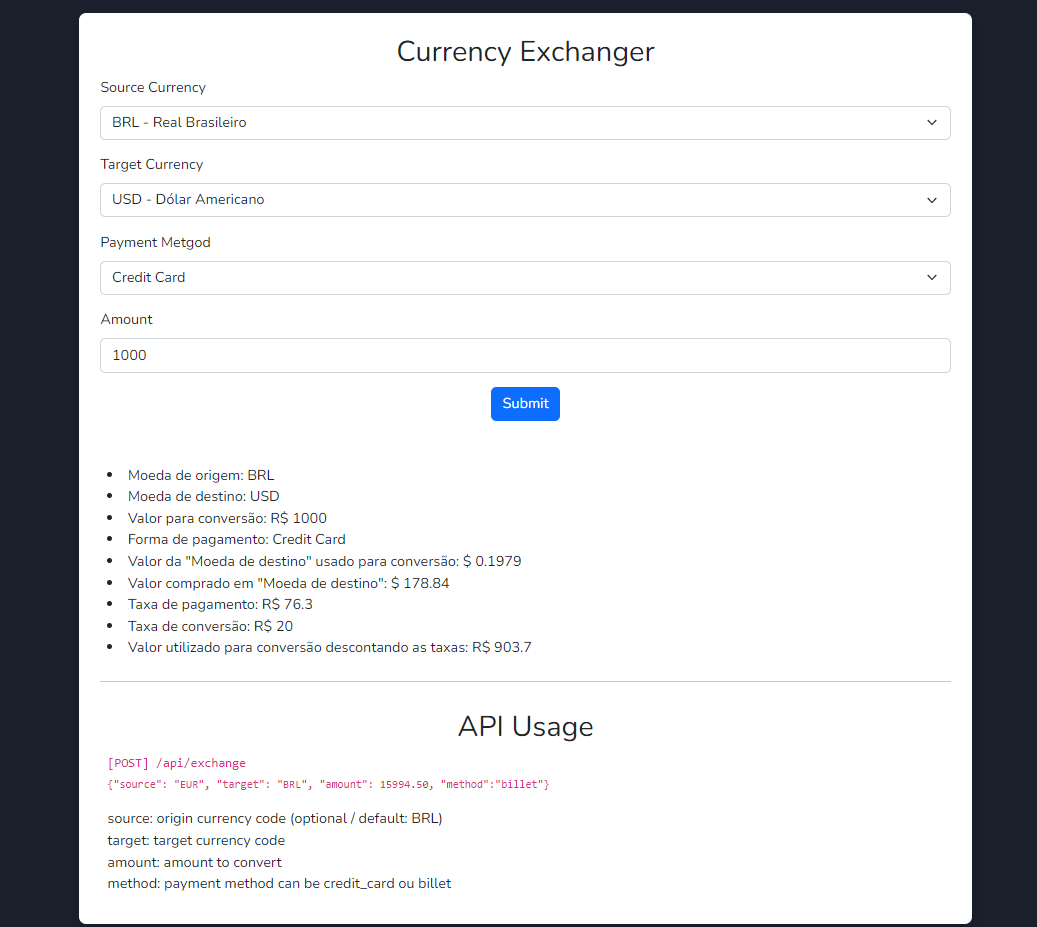 Currency Exchanger
Source Currency
BRL - Real Brasileiro
Target Currency
USD - Dólar Americano
Payment Metgod
Credit Card
Amount
1000
Submit
Moeda de origem: BRL
Moeda de destino: USD
Valor para conversão: R$ 1000
Forma de pagamento: Credit Card
Valor da "Moeda de destino" usado para conversão: $ 0.1979
Valor comprado em "Moeda de destino": $ 178.84
Taxa de pagamento: R$ 76.3
Taxa de conversão: R$ 20
Valor utilizado para conversão descontando as taxas: R$ 903.7
API Usage
[POST] /api/exchange
{"source": "EUR", "target": "BRL", "amount": 15994.50, "method":"billet"}
source: origin currency code (optional / default: BRL)
target: target currency code
amount: amount to convert
method: payment method can be credit_card ou billet